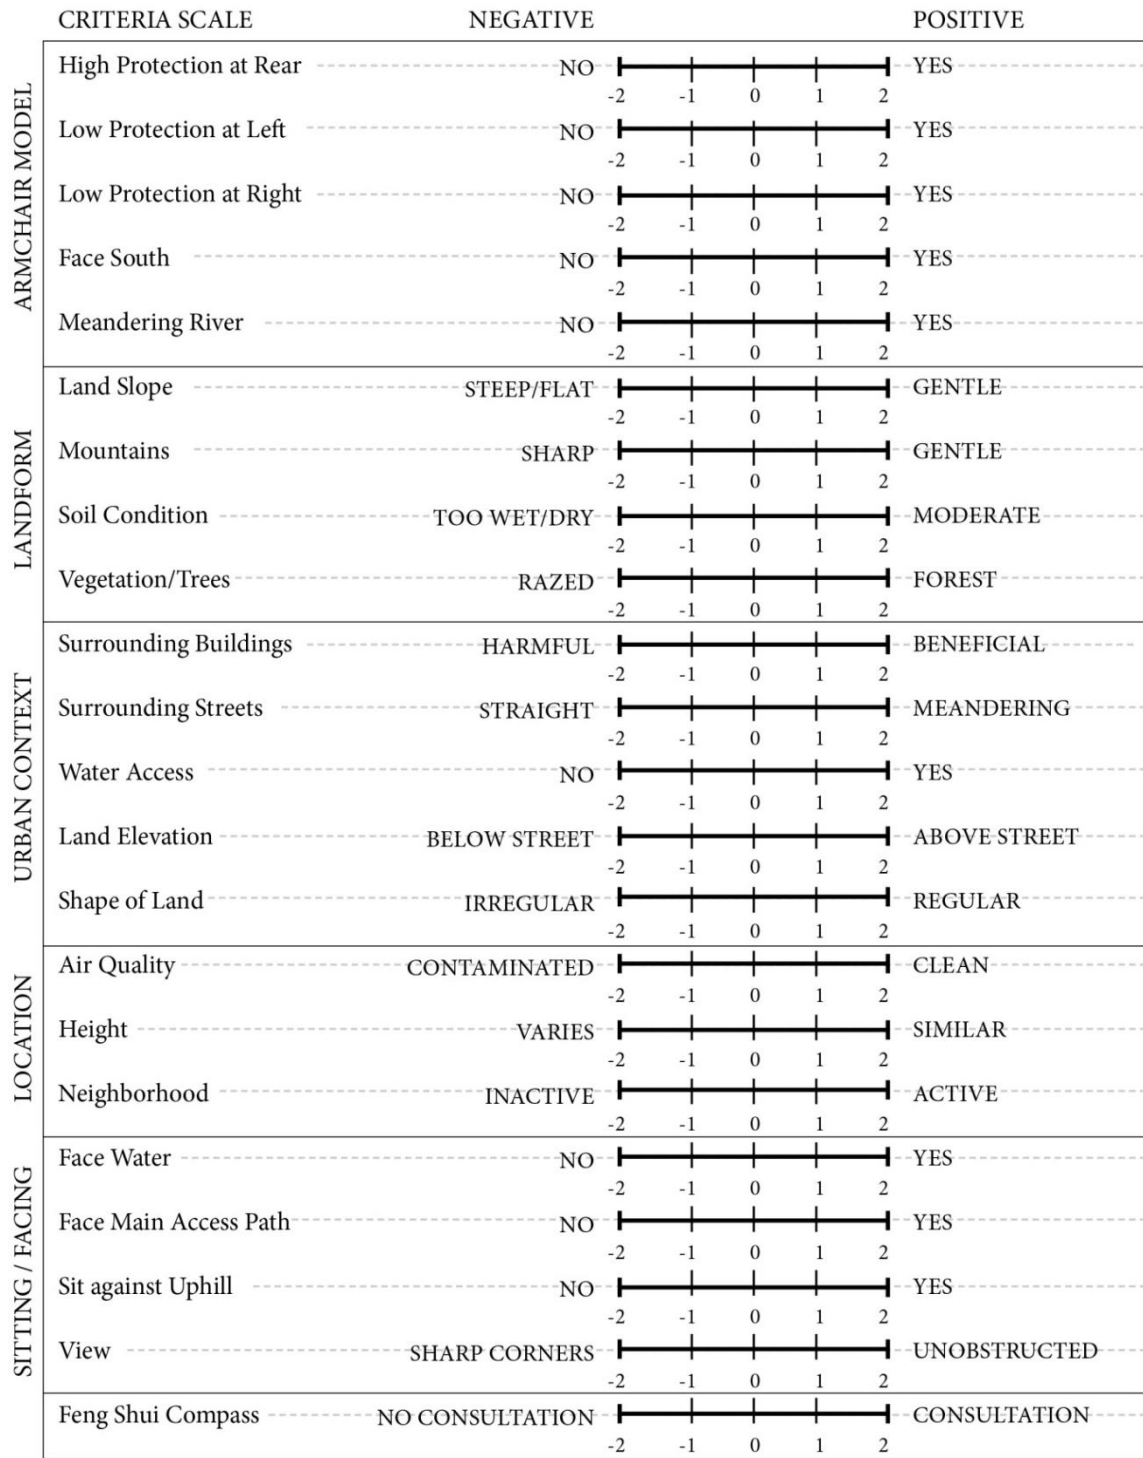 CRITERIA SCALE NEGATIVE POSITIVE
ARMCHAIR MODEL
High Protection at Rear NO YES
-2 -1 0 1 2
Low Protection at Left NO YES
-2 -1 0 1 2
Low Protection at Right NO YES
-2 -1 0 1 2
Face South NO YES
-2 -1 0 1 2
Meandering River NO YES
-2 -1 0 1 2
LANDFORM
Land Slope STEEP/FLAT GENTLE
-2 -1 0 1 2
Mountains SHARP GENTLE
-2 -1 0 1 2
Soil Condition TOO WET/DRY MODERATE
-2 -1 0 1 2
Vegetation/Trees RAZED FOREST
-2 -1 0 1 2
URBAN CONTEXT
Surrounding Buildings HARMFUL BENEFICIAL
-2 -1 0 1 2
Surrounding Streets STRAIGHT MEANDERING
-2 -1 0 1 2
Water Access NO YES
-2 -1 0 1 2
Land Elevation BELOW STREET ABOVE STREET
-2 -1 0 1 2
Shape of Land IRREGULAR REGULAR
-2 -1 0 1 2
LOCATION
Air Quality CONTAMINATED CLEAN
-2 -1 0 1 2
Height VARIES SIMILAR
-2 -1 0 1 2
Neighborhood INACTIVE ACTIVE
-2 -1 0 1 2
SITTING / FACING
Face Water NO YES
-2 -1 0 1 2
Face Main Access Path NO YES
-2 -1 0 1 2
Sit against Uphill NO YES
-2 -1 0 1 2
View SHARP CORNERS UNOBSTRUCTED
-2 -1 0 1 2
Feng Shui Compass NO CONSULTATION CONSULTATION
-2 -1 0 1 2